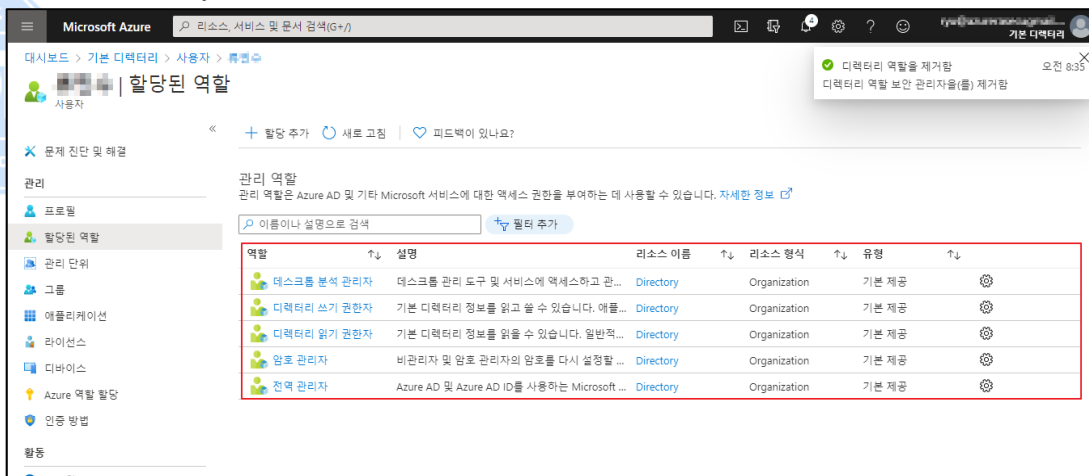 Microsoft Azure
리소스, 서비스 및 문서 검색(G+/)
기본 디렉터리
대시보드 > 기본 디렉터리 > 사용자 >
| 할당된 역할
사용자
디렉터리 역할을 제거함 오전 8:35
디렉터리 역할 보안 관리자을(를) 제거함
«
할당 추가 새로 고침 피드백이 있나요?
문제 진단 및 해결
관리
프로필
할당된 역할
관리 단위
그룹
애플리케이션
라이선스
디바이스
Azure 역할 할당
인증 방법
활동
관리 역할
관리 역할은 Azure AD 및 기타 Microsoft 서비스에 대한 액세스 권한을 부여하는 데 사용할 수 있습니다. 자세한 정보
이름이나 설명으로 검색 필터 추가
역할 ↑↓ 설명 리소스 이름 ↑↓ 리소스 형식 ↑↓ 유형 ↑↓
데스크톱 분석 관리자 데스크톱 관리 도구 및 서비스에 액세스하고 관... Directory Organization 기본 제공
디렉터리 쓰기 권한자 기본 디렉터리 정보를 읽고 쓸 수 있습니다. 애플... Directory Organization 기본 제공
디렉터리 읽기 권한자 기본 디렉터리 정보를 읽을 수 있습니다. 일반적... Directory Organization 기본 제공
암호 관리자 비관리자 및 암호 관리자의 암호를 다시 설정할 ... Directory Organization 기본 제공
전역 관리자 Azure AD 및 Azure AD ID를 사용하는 Microsoft ... Directory Organization 기본 제공